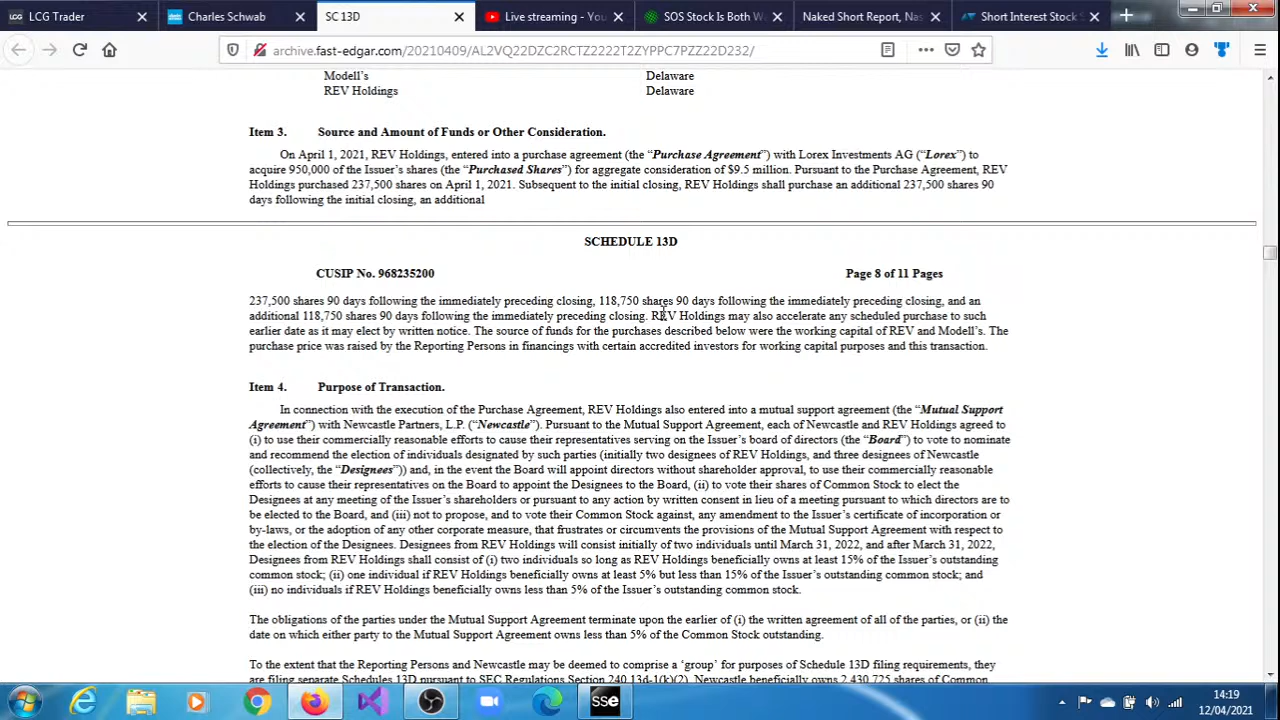 LCG Trader
Charles Schwab
SC 13D
Live streaming - Yo
SOS Stock Is Both W
Naked Short Report, Nas
Short Interest Stock S
archive.fast-edgar.com/20210409/AL2VQ22DZC2RCTZ2222T2ZYPPC7PZZ22D232/
Modell's Delaware
REV Holdings Delaware
Item 3. Source and Amount of Funds or Other Consideration.
On April 1, 2021, REV Holdings, entered into a purchase agreement (the “Purchase Agreement”) with Lorex Investments AG (“Lorex”) to
acquire 950,000 of the Issuer’s shares (the “Purchased Shares”) for aggregate consideration of $9.5 million. Pursuant to the Purchase Agreement, REV
Holdings purchased 237,500 shares on April 1, 2021. Subsequent to the initial closing, REV Holdings shall purchase an additional 237,500 shares 90
days following the initial closing, an additional
SCHEDULE 13D
CUSIP No. 968235200 Page 8 of 11 Pages
237,500 shares 90 days following the immediately preceding closing, 118,750 shares 90 days following the immediately preceding closing, and an
additional 118,750 shares 90 days following the immediately preceding closing. REV Holdings may also accelerate any scheduled purchase to such
earlier date as it may elect by written notice. The source of funds for the purchases described below were the working capital of REV and Modell’s. The
purchase price was raised by the Reporting Persons in financings with certain accredited investors for working capital purposes and this transaction.
Item 4. Purpose of Transaction.
In connection with the execution of the Purchase Agreement, REV Holdings also entered into a mutual support agreement (the “Mutual Support
Agreement”) with Newcastle Partners, L.P. (“Newcastle”). Pursuant to the Mutual Support Agreement, each of Newcastle and REV Holdings agreed to
(i) to use their commercially reasonable efforts to cause their representatives serving on the Issuer’s board of directors (the “Board”) to vote to nominate
and recommend the election of individuals designated by such parties (initially two designees of REV Holdings, and three designees of Newcastle
(collectively, the “Designees”)) and, in the event the Board will appoint directors without shareholder approval, to use their commercially reasonable
efforts to cause their representatives on the Board to appoint the Designees to the Board, (ii) to vote their shares of Common Stock to elect the
Designees at any meeting of the Issuer’s shareholders or pursuant to any action by written consent in lieu of a meeting pursuant to which directors are to
be elected to the Board, and (iii) not to propose, and to vote their Common Stock against, any amendment to the Issuer’s certificate of incorporation or
by-laws, or the adoption of any other corporate measure, that frustrates or circumvents the provisions of the Mutual Support Agreement with respect to
the election of the Designees. Designees from REV Holdings will consist initially of two individuals until March 31, 2022, and after March 31, 2022,
Designees from REV Holdings shall consist of (i) two individuals so long as REV Holdings beneficially owns at least 15% of the Issuer’s outstanding
common stock; (ii) one individual if REV Holdings beneficially owns at least 5% but less than 15% of the Issuer’s outstanding common stock; and
(iii) no individuals if REV Holdings beneficially owns less than 5% of the Issuer’s outstanding common stock.
The obligations of the parties under the Mutual Support Agreement terminate upon the earlier of (i) the written agreement of all of the parties, or (ii) the
date on which either party to the Mutual Support Agreement owns less than 5% of the Common Stock outstanding.
To the extent that the Reporting Persons and Newcastle may be deemed to comprise a ‘group’ for purposes of Schedule 13D filing requirements, they
are filing separate Schedules 13D pursuant to SEC Regulations Section 240.13d-1(k)(2). Newcastle beneficially owns 2,430,725 shares of Common
sse
14:19
12/04/2021